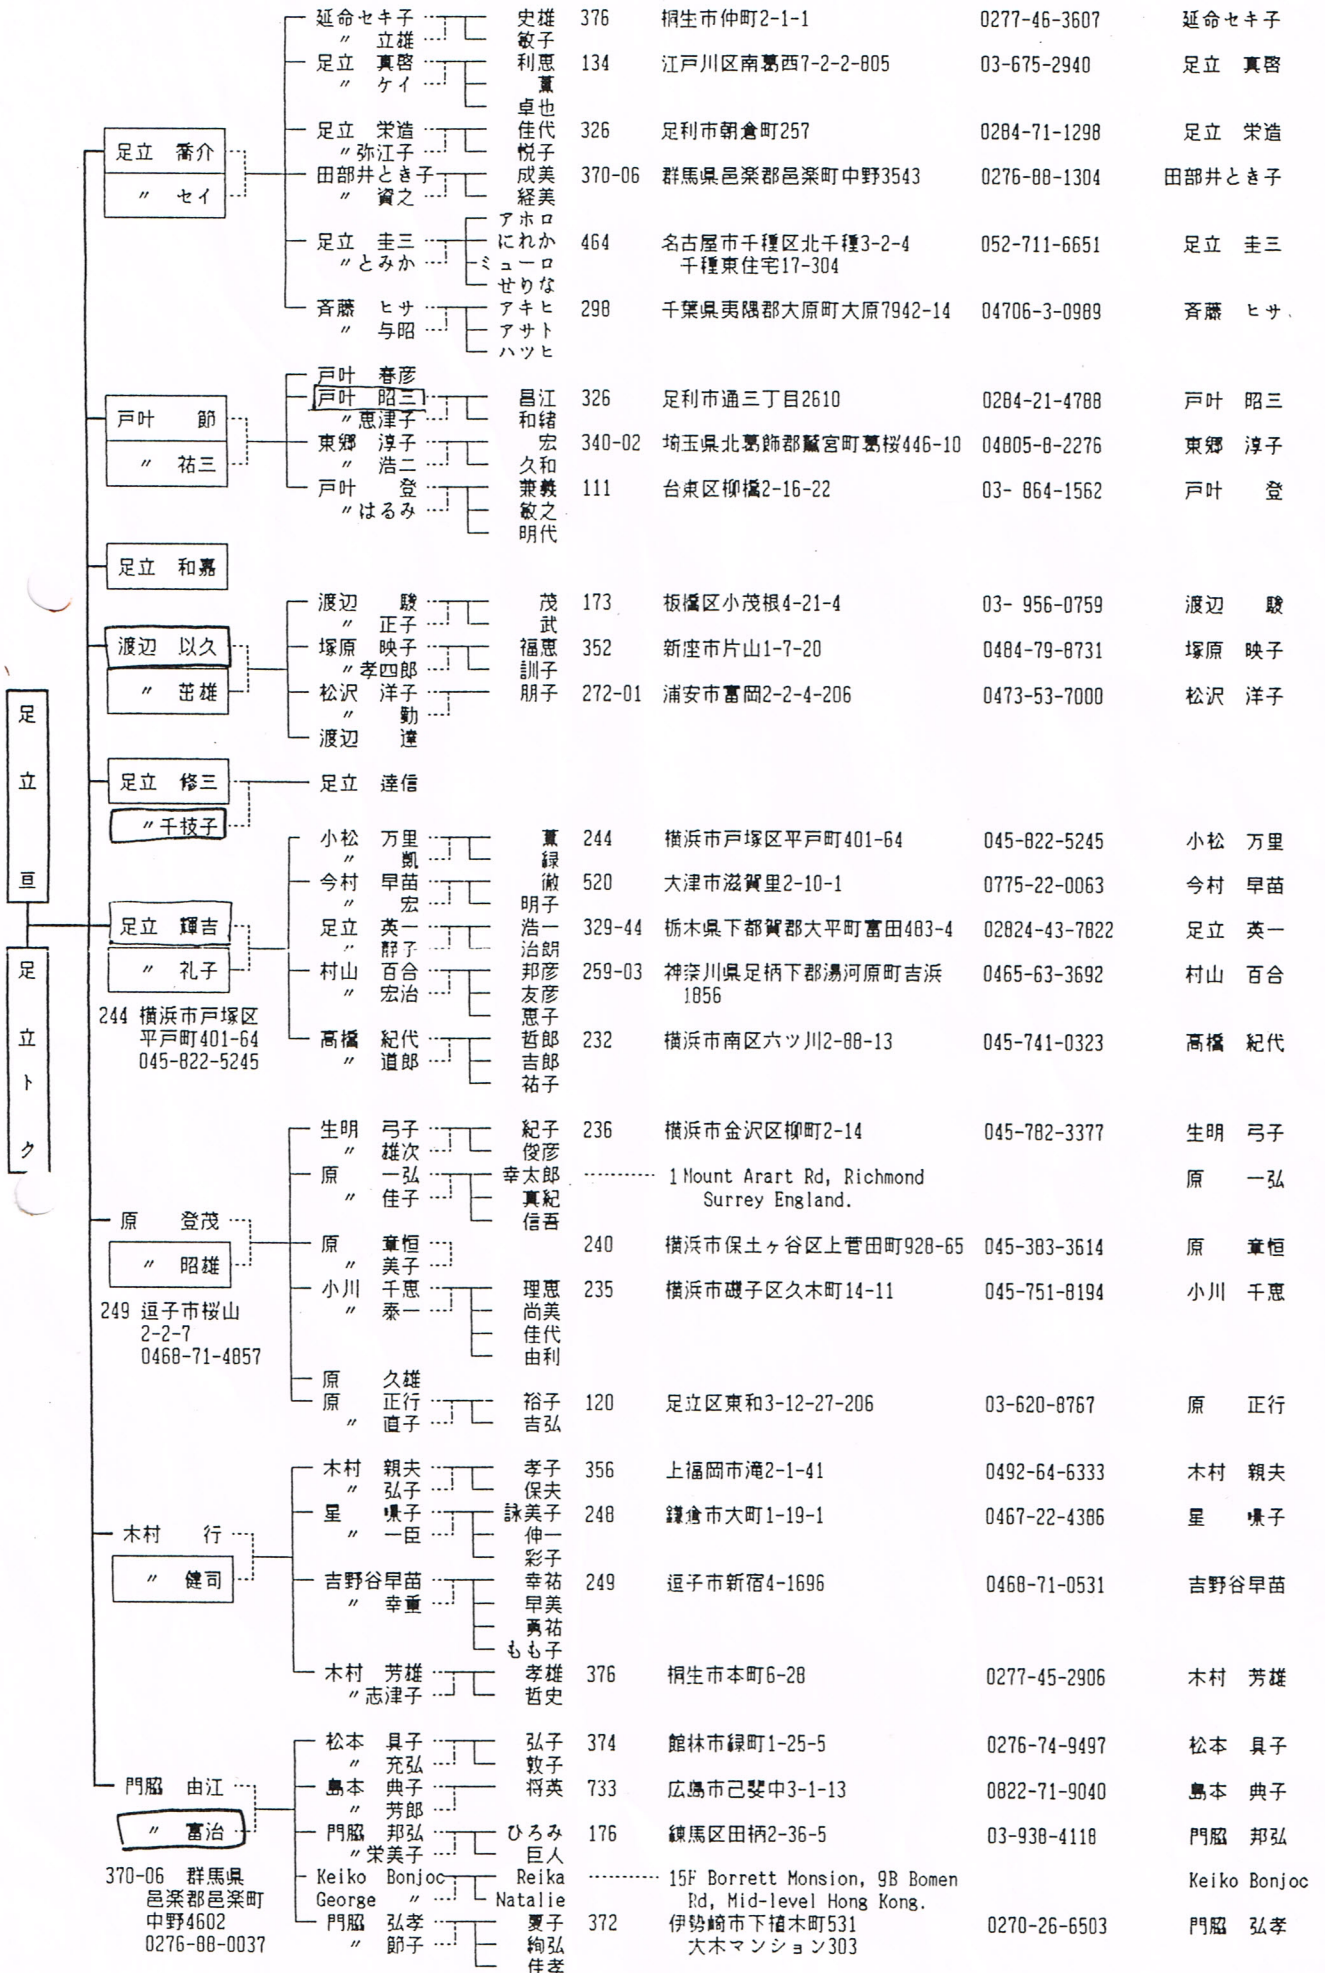 延命セキ子 史雄 376 桐生市仲町2-1-1 0277-46-3607 延命セキ子
〃 立雄 敏子
足立 真啓 利恵 134 江戸川区南葛西7-2-2-805 03-675-2940 足立 真啓
〃 ケイ 薫
卓也
足立 栄造 佳代 326 足利市朝倉町257 0284-71-1298 足立 栄造
足立 喬介 〃弥江子 悦子
田部井とき子 成美 370-06 群馬県邑楽郡邑楽町中野3543 0276-88-1304 田部井とき子
〃 セイ 〃 資之 経美
アホロ
足立 圭三 にれか 464 名古屋市千種区北千種3-2-4 052-711-6651 足立 圭三
〃とみか ミューロ 千種東住宅17-304
せりな
斉藤 ヒサ アキヒ 298 千葉県夷隅郡大原町大原7942-14 04706-3-0989 斉藤 ヒサ
〃 与昭 アサト
ハツヒ
戸叶 春彦
戸叶 昭三 昌江 326 足利市通三丁目2610 0284-21-4788 戸叶 昭三
戸叶 節 〃恵津子 和緒
東郷 淳子 宏 340-02 埼玉県北葛飾郡鷲宮町葛桜446-10 04805-8-2276 東郷 淳子
〃 祐三 〃 浩二 久和
戸叶 登 兼義 111 台東区柳橋2-16-22 03- 864-1562 戸叶 登
〃はるみ 敏之
明代
足立 和嘉
渡辺 駿 茂 173 板橋区小茂根4-21-4 03- 956-0759 渡辺 駿
〃 正子 武
渡辺 以久 塚原 映子 福恵 352 新座市片山1-7-20 0484-79-8731 塚原 映子
〃孝四郎 訓子
〃 茁雄 松沢 洋子 朋子 272-01 浦安市富岡2-2-4-206 0473-53-7000 松沢 洋子
〃 勤
渡辺 達
足立亘
足立 修三 足立 達信
〃千枝子
小松 万里 薫 244 横浜市戸塚区平戸町401-64 045-822-5245 小松 万里
〃 凱 緑
今村 早苗 徹 520 大津市滋賀里2-10-1 0775-22-0063 今村 早苗
〃 宏 明子
足立 輝吉 足立 英一 浩一 329-44 栃木県下都賀郡大平町富田483-4 02824-43-7822 足立 英一
〃 静子 治朗
足立トク
〃 礼子 村山 百合 邦彦 259-03 神奈川県足柄下郡湯河原町吉浜 0465-63-3692 村山 百合
〃 宏治 友彦 1856
244 横浜市戸塚区 恵子
平戸町401-64 高橋 紀代 哲郎 232 横浜市南区六ツ川2-88-13 045-741-0323 高橋 紀代
045-822-5245 〃 道郎 吉郎
祐子
生明 弓子 紀子 236 横浜市金沢区柳町2-14 045-782-3377 生明 弓子
〃 雄次 俊彦
原 一弘 幸太郎 1 Mount Arart Rd, Richmond 原 一弘
〃 佳子 真紀 Surrey England.
原 登茂 信吾
原 章恒 240 横浜市保土ヶ谷区上菅田町928-65 045-383-3614 原 章恒
〃 昭雄 〃 美子
小川 千恵 理恵 235 横浜市磯子区久木町14-11 045-751-8194 小川 千恵
249 逗子市桜山 〃 泰一 尚美
2-2-7 佳代
0468-71-4857 由利
原 久雄
原 正行 裕子 120 足立区東和3-12-27-206 03-620-8767 原 正行
〃 直子 吉弘
木村 親夫 孝子 356 上福岡市滝2-1-41 0492-64-6333 木村 親夫
〃 弘子 保夫
星 子 詠美子 248 鎌倉市大町1-19-1 0467-22-4386 星 子
木村 行 〃 一臣 伸一
彩子
〃 健司 吉野谷早苗 幸祐 249 逗子市新宿4-1696 0468-71-0531 吉野谷早苗
〃 幸重 早美
勇祐
もも子
木村 芳雄 孝雄 376 桐生市本町6-28 0277-45-2906 木村 芳雄
〃志津子 哲史
松本 具子 弘子 374 館林市緑町1-25-5 0276-74-9497 松本 具子
〃 充弘 敦子
門脇 由江 島本 典子 将英 733 広島市己斐中3-1-13 0822-71-9040 島本 典子
〃 芳郎
〃 富治 門脇 邦弘 ひろみ 176 練馬区田柄2-36-5 03-938-4118 門脇 邦弘
〃栄美子 巨人
370-06 群馬県 Keiko Bonjoc Reika 15F Borrett Monsion, 9B Bomen Keiko Bonjoc
邑楽郡邑楽町 George 〃 Natalie Rd, Mid-level Hong Kong.
中野4602 門脇 弘孝 夏子 372 伊勢崎市下植木町531 0270-26-6503 門脇 弘孝
0276-88-0037 〃 節子 絢弘 大木マンション303
佳孝